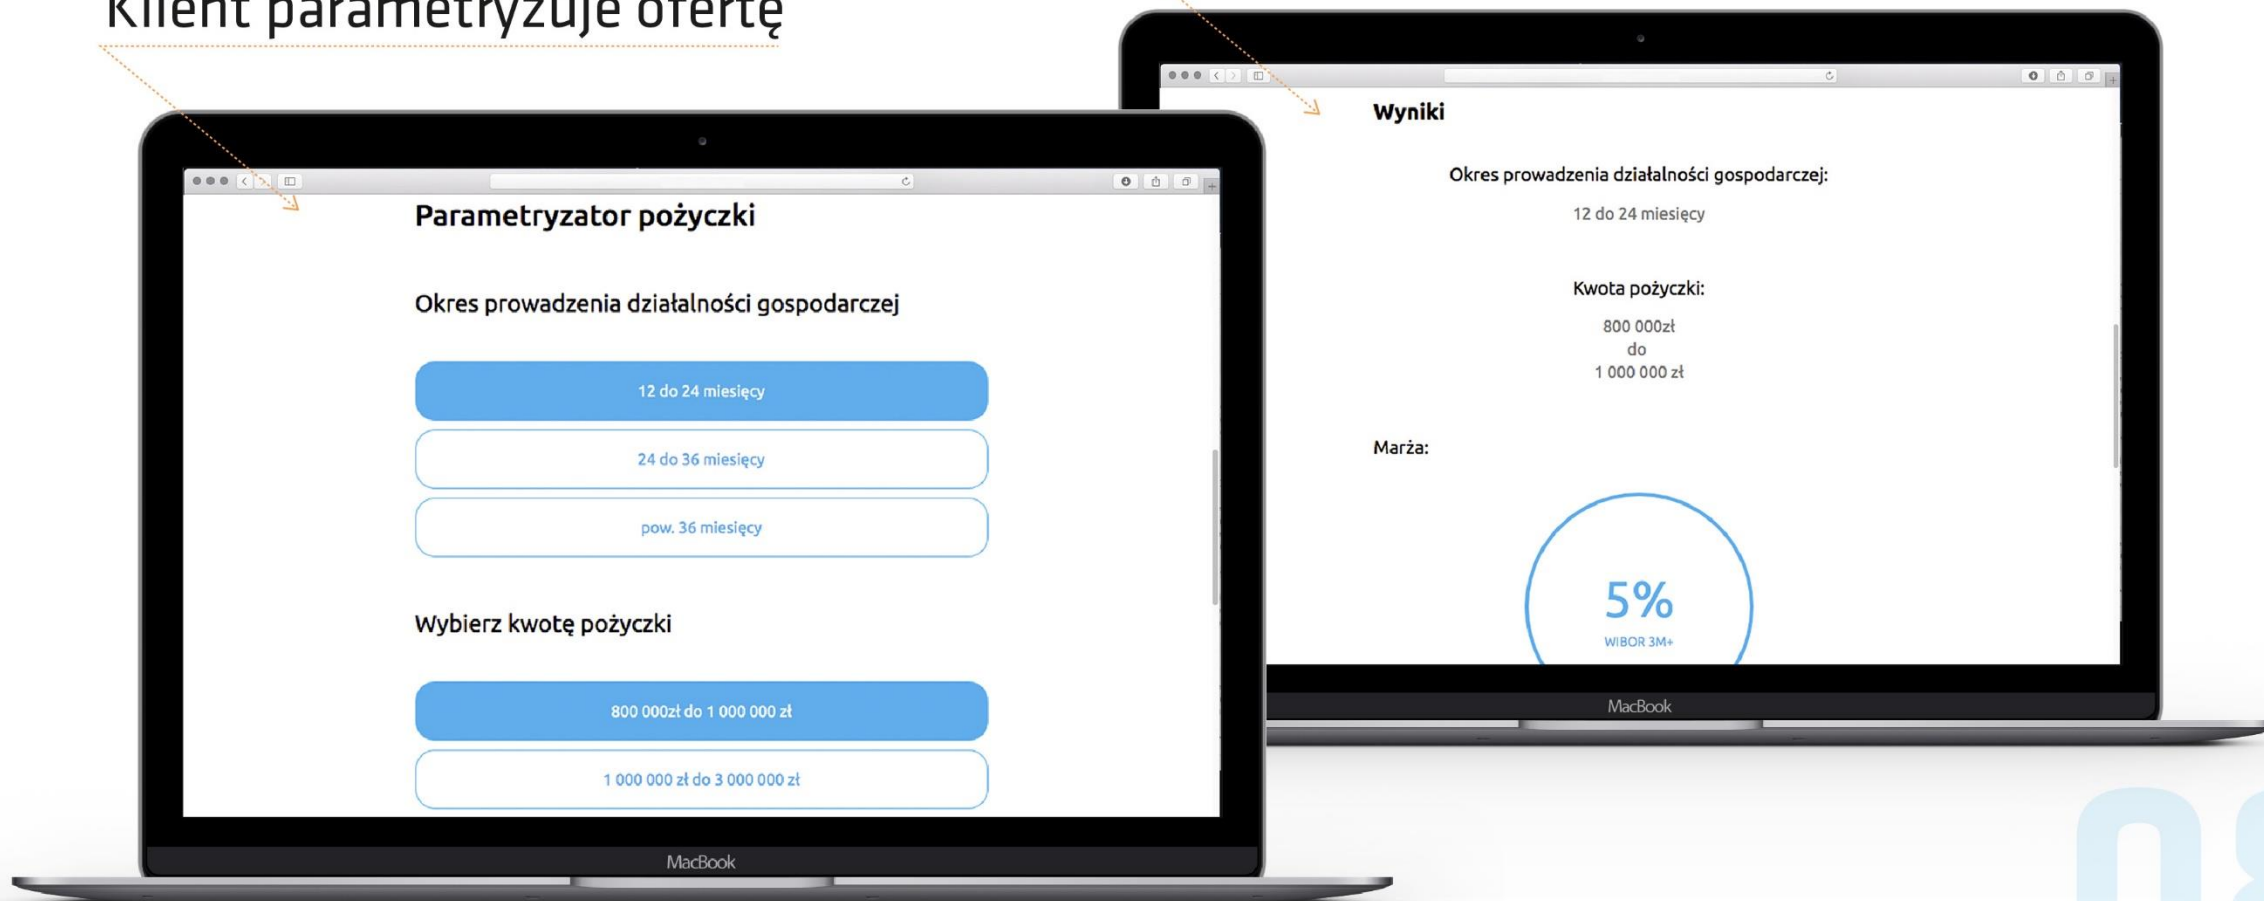 Klient parametryzuje ofertę
Parametryzator pożyczki
Okres prowadzenia działalności gospodarczej
12 do 24 miesięcy
24 do 36 miesięcy
pow. 36 miesięcy
Wybierz kwotę pożyczki
800 000zł do 1 000 000 zł
1 000 000 zł do 3 000 000 zł
MacBook
Wyniki
Okres prowadzenia działalności gospodarczej:
12 do 24 miesięcy
Kwota pożyczki:
800 000zł
do
1 000 000 zł
Marża:
5%
WIBOR 3M+
MacBook
08